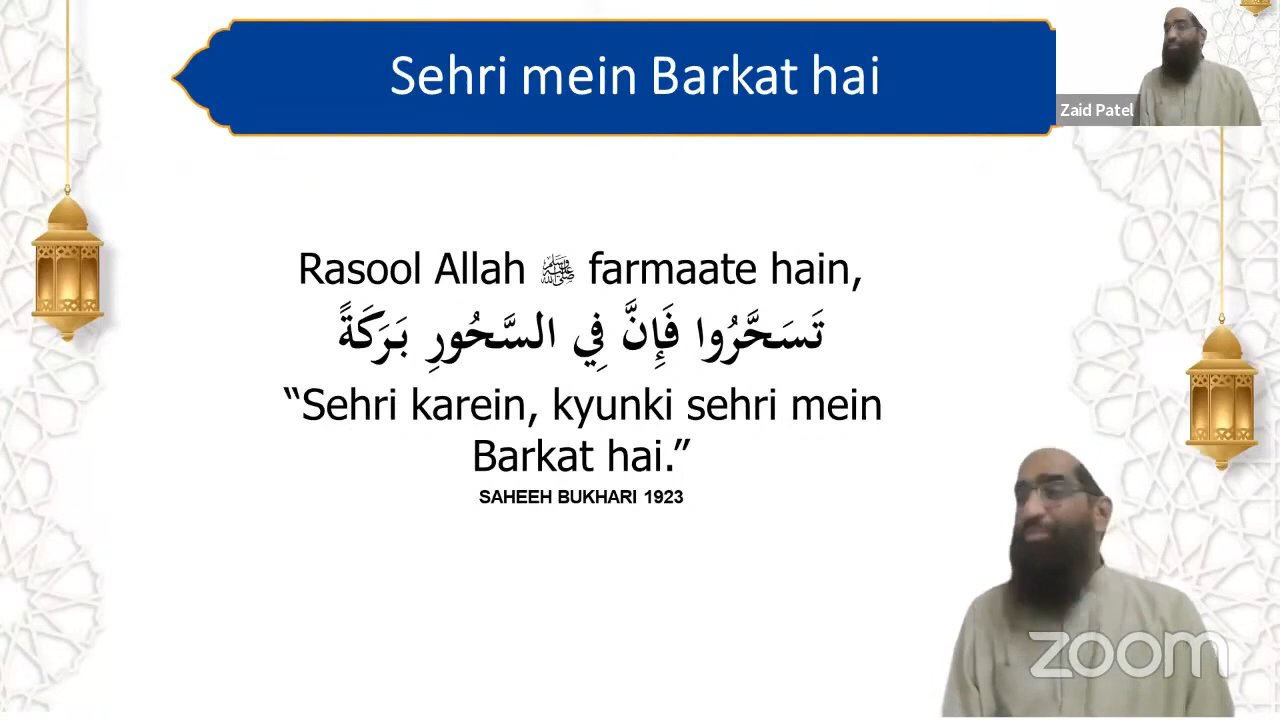 Sehri mein Barkat hai
Zaid Patel
Rasool Allah ﷺ farmaate hain,
تَسَحَّرُوا فَإِنَّ فِي السَّحُورِ بَرَكَةً
“Sehri karein, kyunki sehri mein
Barkat hai.”
SAHEEH BUKHARI 1923
zoom